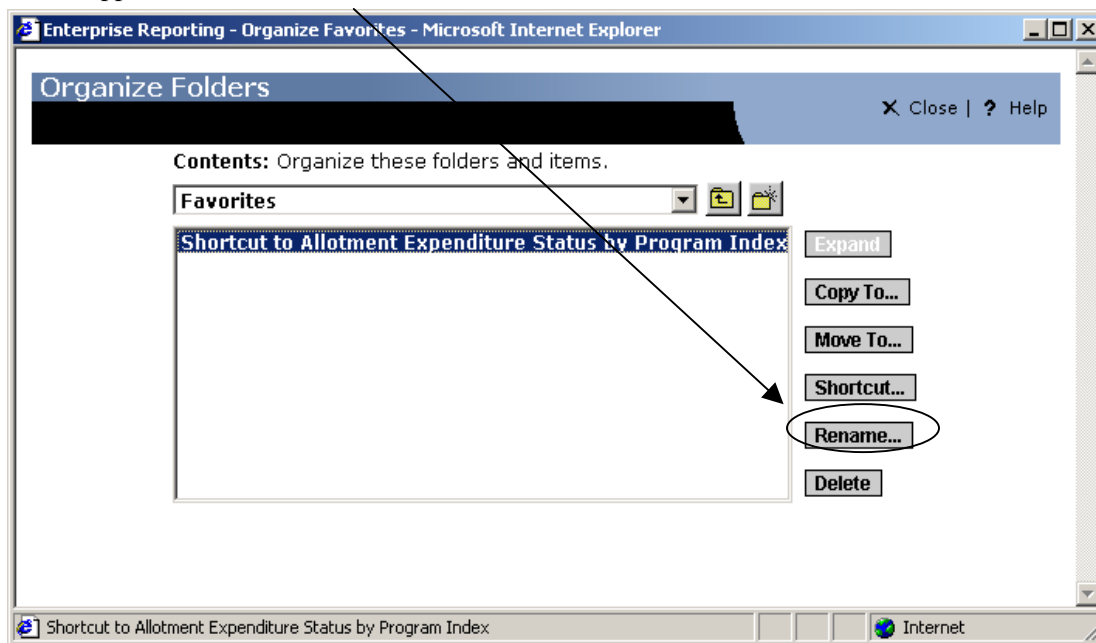 Enterprise Reporting - Organize Favorites - Microsoft Internet Explorer
Organize Folders
Close | ? Help
Contents: Organize these folders and items.
Favorites
Shortcut to Allotment Expenditure Status by Program Index
Expand
Copy To...
Move To...
Shortcut...
Rename...
Delete
Shortcut to Allotment Expenditure Status by Program Index
Internet